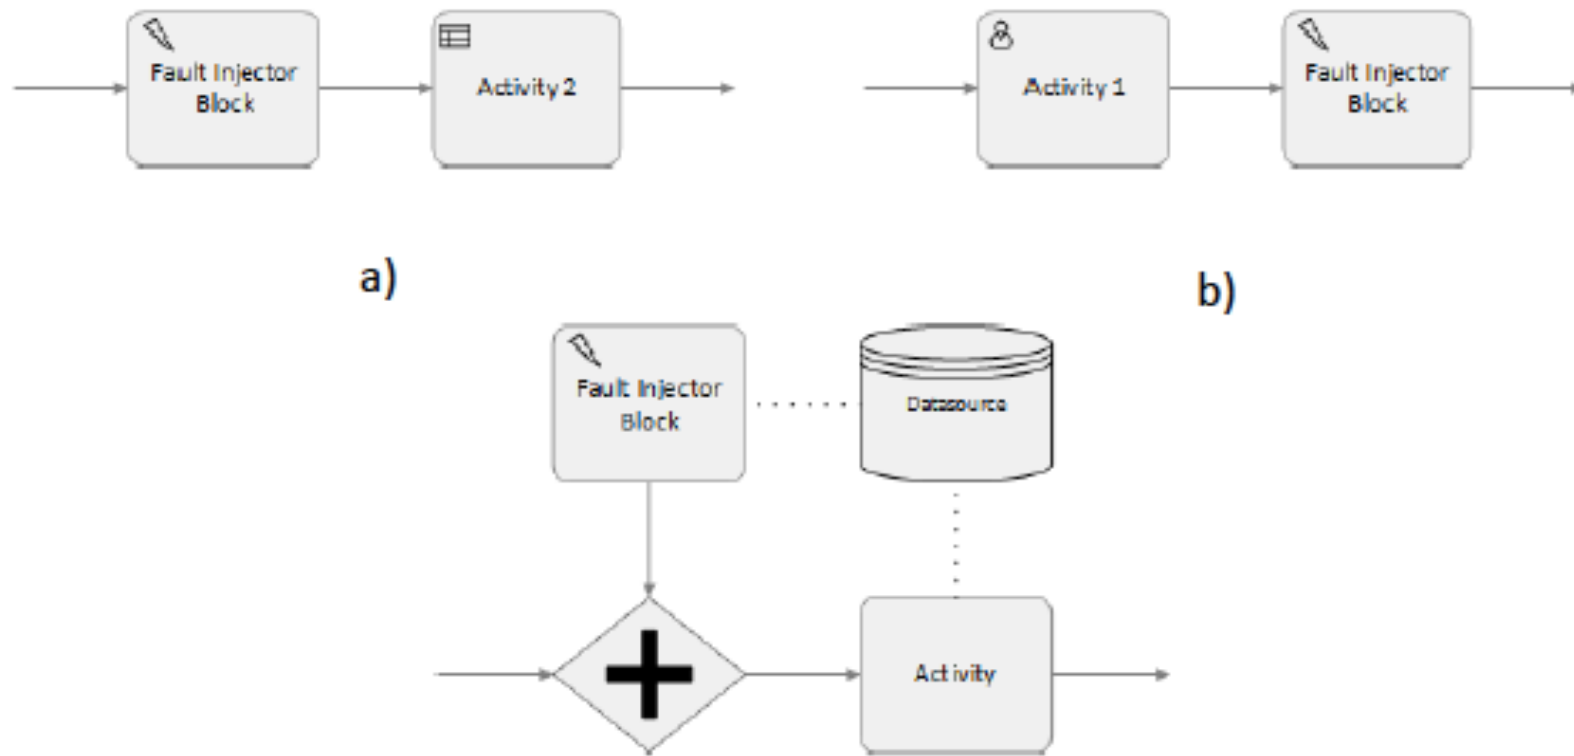 Fault Injector
Block
Activity 2
Activity 1
Fault Injector
Block
a)
b)
Fault Injector
Block
Datasource
Activity